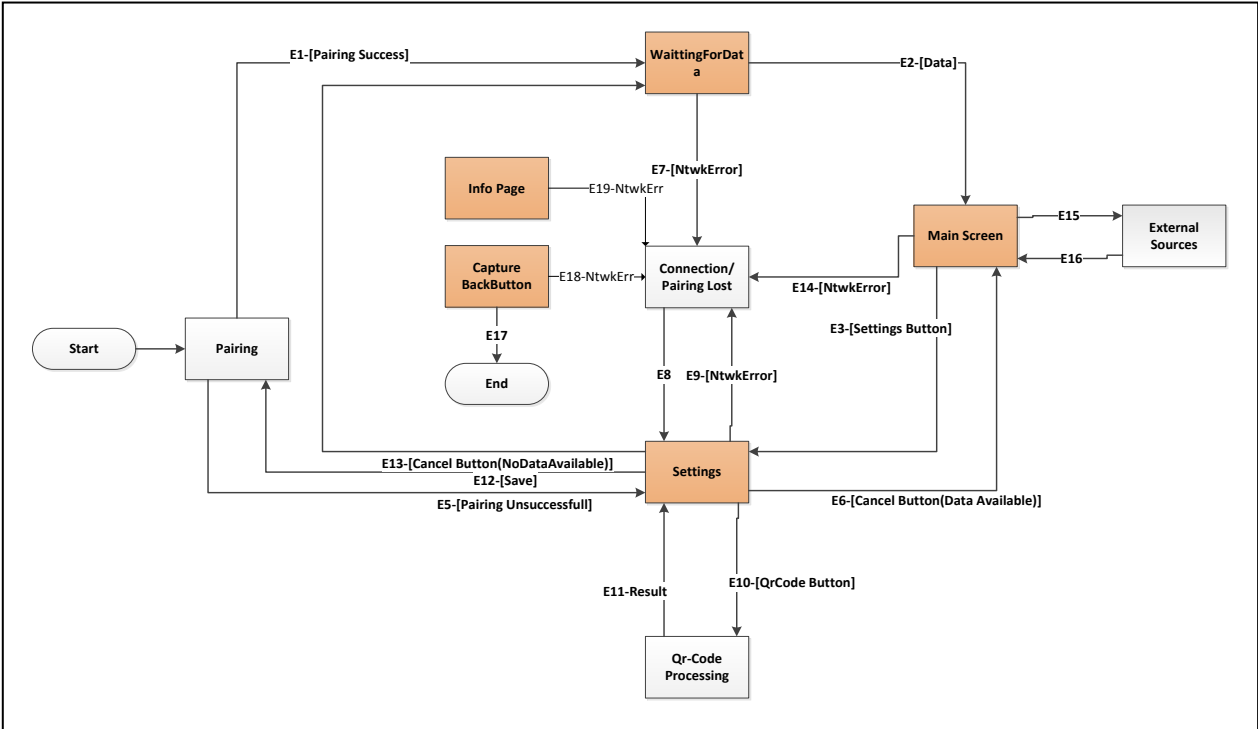 E1-[Pairing Success]
WaittingForDat
a
E2-[Data]
E7-[NtwkError]
Info Page
E19-NtwkErr
Main Screen
E15
E16
External
Sources
Capture
BackButton
E18-NtwkErr
Connection/
Pairing Lost
E14-[NtwkError]
E17
E3-[Settings Button]
Start
Pairing
End
E8
E9-[NtwkError]
E13-[Cancel Button(NoDataAvailable)]
E12-[Save]
E5-[Pairing Unsuccessfull]
Settings
E6-[Cancel Button(Data Available)]
E11-Result
E10-[QrCode Button]
Qr-Code
Processing